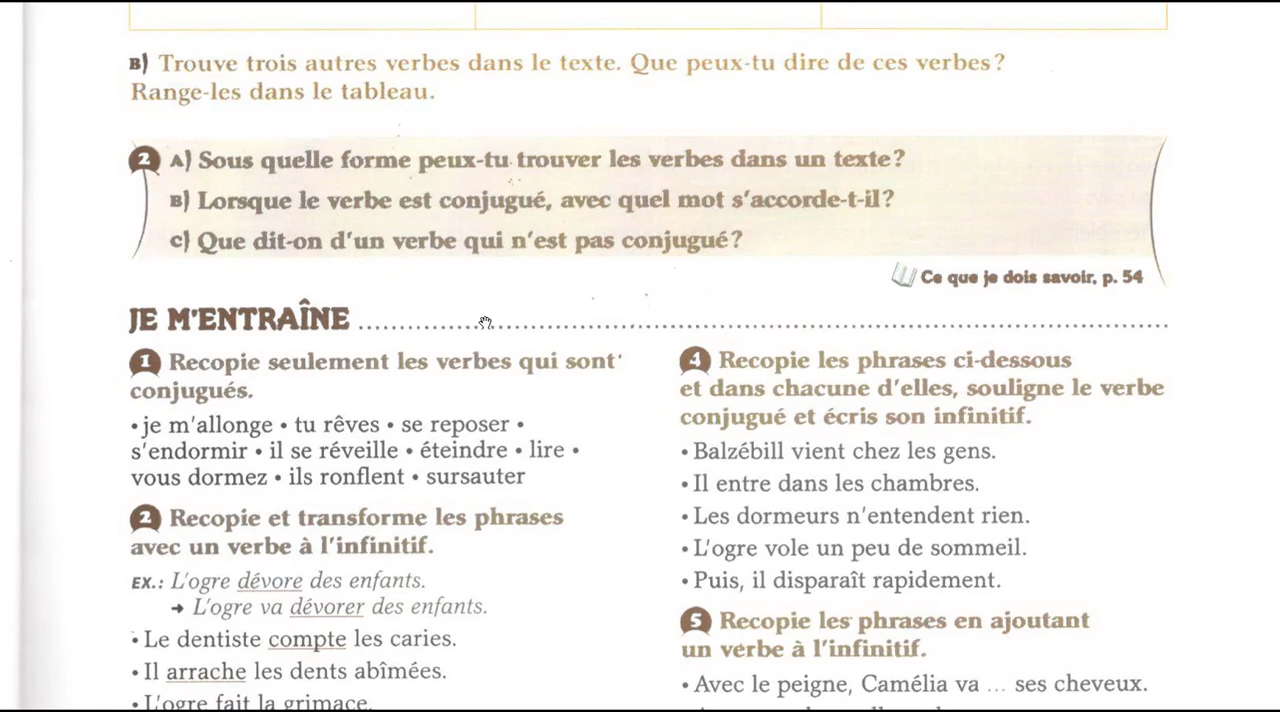 B) Trouve trois autres verbes dans le texte. Que peux-tu dire de ces verbes?
Range-les dans le tableau.
2 A) Sous quelle forme peux-tu trouver les verbes dans un texte?
B) Lorsque le verbe est conjugué, avec quel mot s'accorde-t-il?
C) Que dit-on d'un verbe qui n'est pas conjugué?
Ce que je dois savoir, p. 54
JE M'ENTRAÎNE
1 Recopie seulement les verbes qui sont
conjugués.
• je m'allonge • tu rêves • se reposer •
s'endormir • il se réveille • éteindre • lire •
vous dormez • ils ronflent • sursauter
2 Recopie et transforme les phrases
avec un verbe à l'infinitif.
EX.: L'ogre dévore des enfants.
➜ L'ogre va dévorer des enfants.
• Le dentiste compte les caries.
• Il arrache les dents abîmées.
• L'ogre fait la grimace.
4 Recopie les phrases ci-dessous
et dans chacune d'elles, souligne le verbe
conjugué et écris son infinitif.
• Balzébill vient chez les gens.
• Il entre dans les chambres.
• Les dormeurs n'entendent rien.
• L'ogre vole un peu de sommeil.
• Puis, il disparaît rapidement.
5 Recopie les phrases en ajoutant
un verbe à l'infinitif.
• Avec le peigne, Camélia va ... ses cheveux.